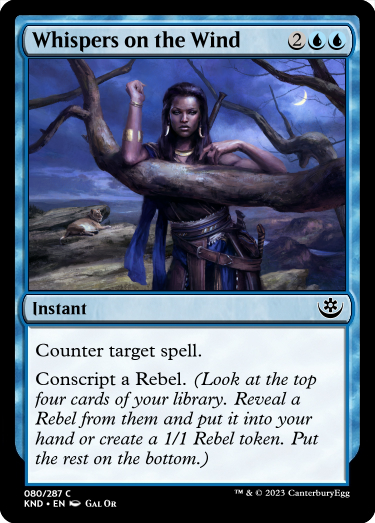 Whispers on the Wind 2
Instant
Counter target spell.
Conscript a Rebel. (Look at the top
four cards of your library. Reveal a
Rebel from them and put it into your
hand or create a 1/1 Rebel token. Put
the rest on the bottom.)
080/287 C
KND • EN Gal Or
™ & © 2023 CanterburyEgg